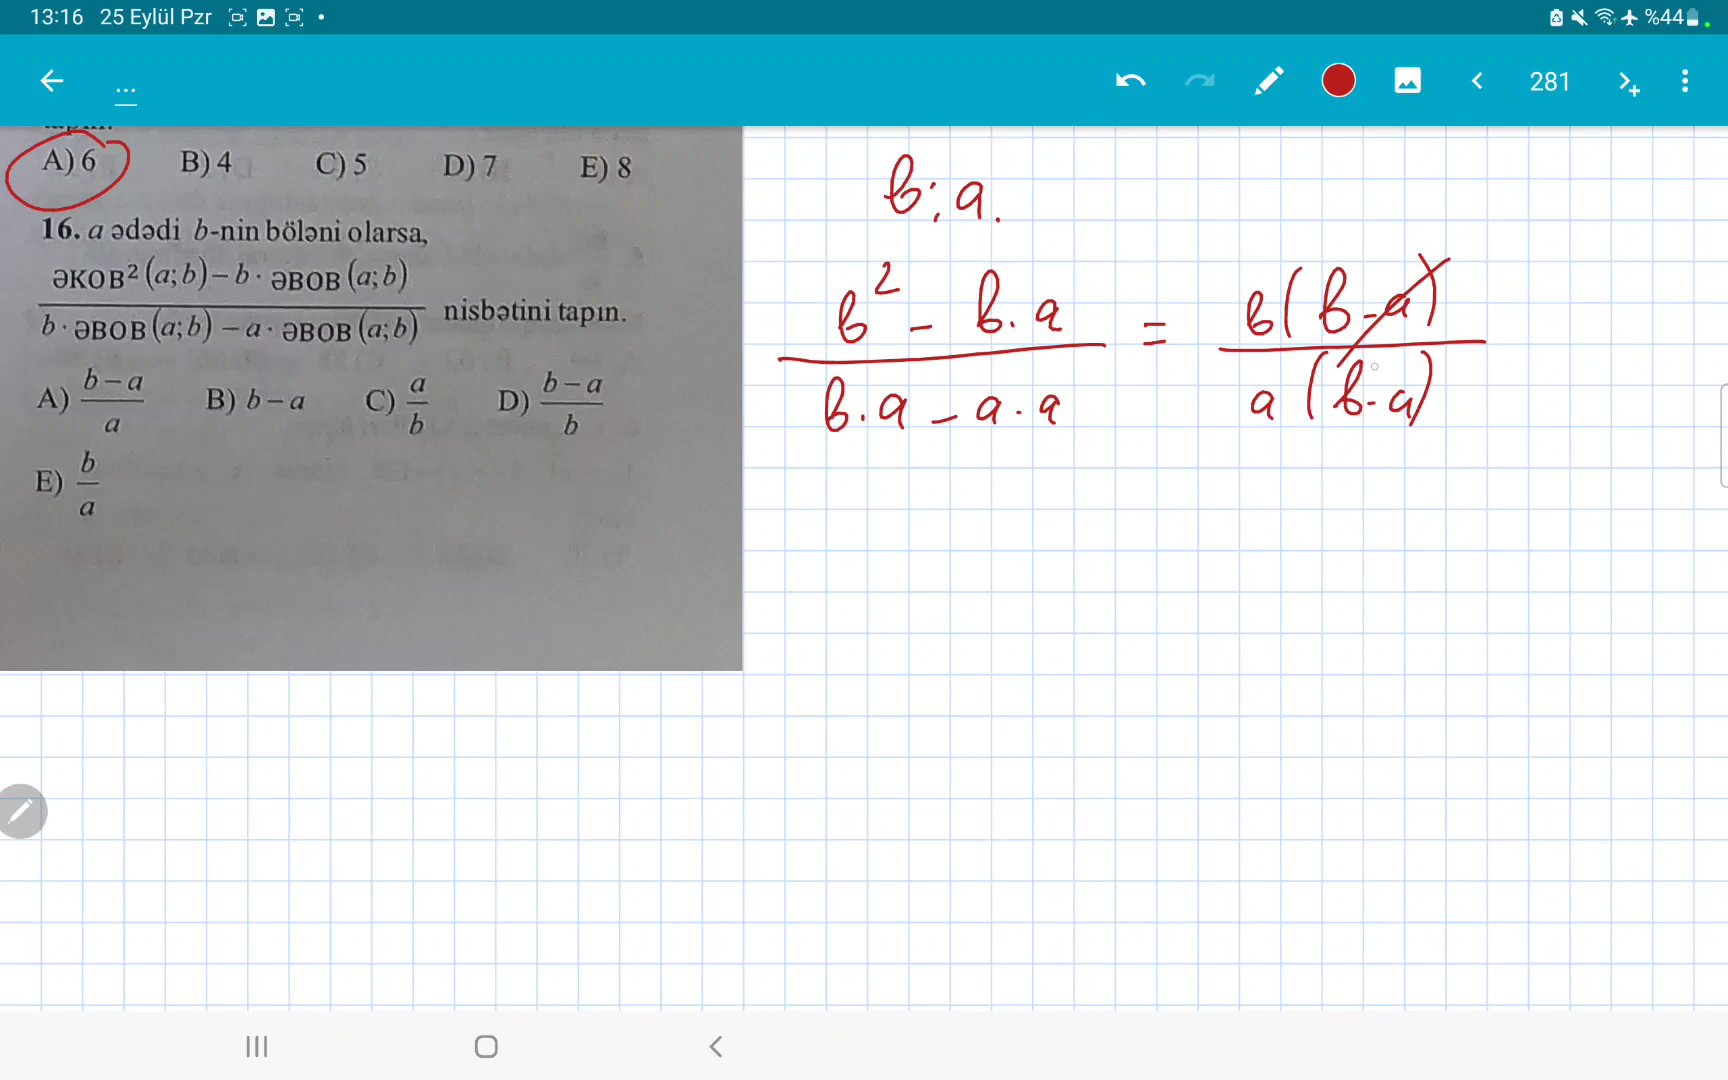 13:16 25 Eylül Pzr %44
... 281
tapın.
A) 6 B) 4 C) 5 D) 7 E) 8
16. a ədədi b-nin böləni olarsa,
ƏKOB² (a;b) – b · ƏBOB (a;b)
b · ƏBOB (a;b) – a · ƏBOB (a;b)
nisbətini tapın.
A) b – a / a B) b – a C) a / b D) b – a / b
E) b / a
b : a.
b² - b · a = b(b - a)
b · a - a · a a(b - a)